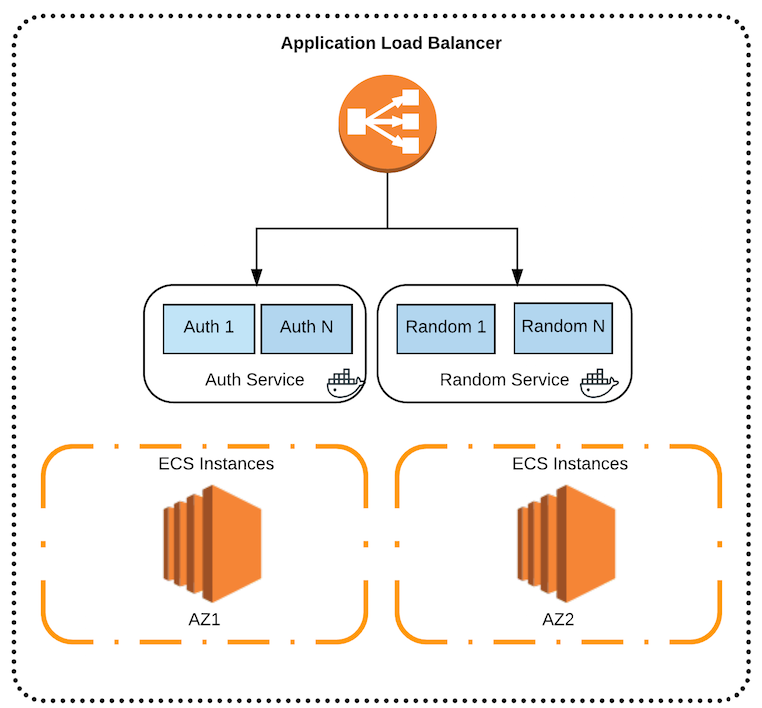 Application Load Balancer
Auth 1
Auth N
Random 1
Random N
Auth Service
Random Service
ECS Instances
ECS Instances
AZ1
AZ2